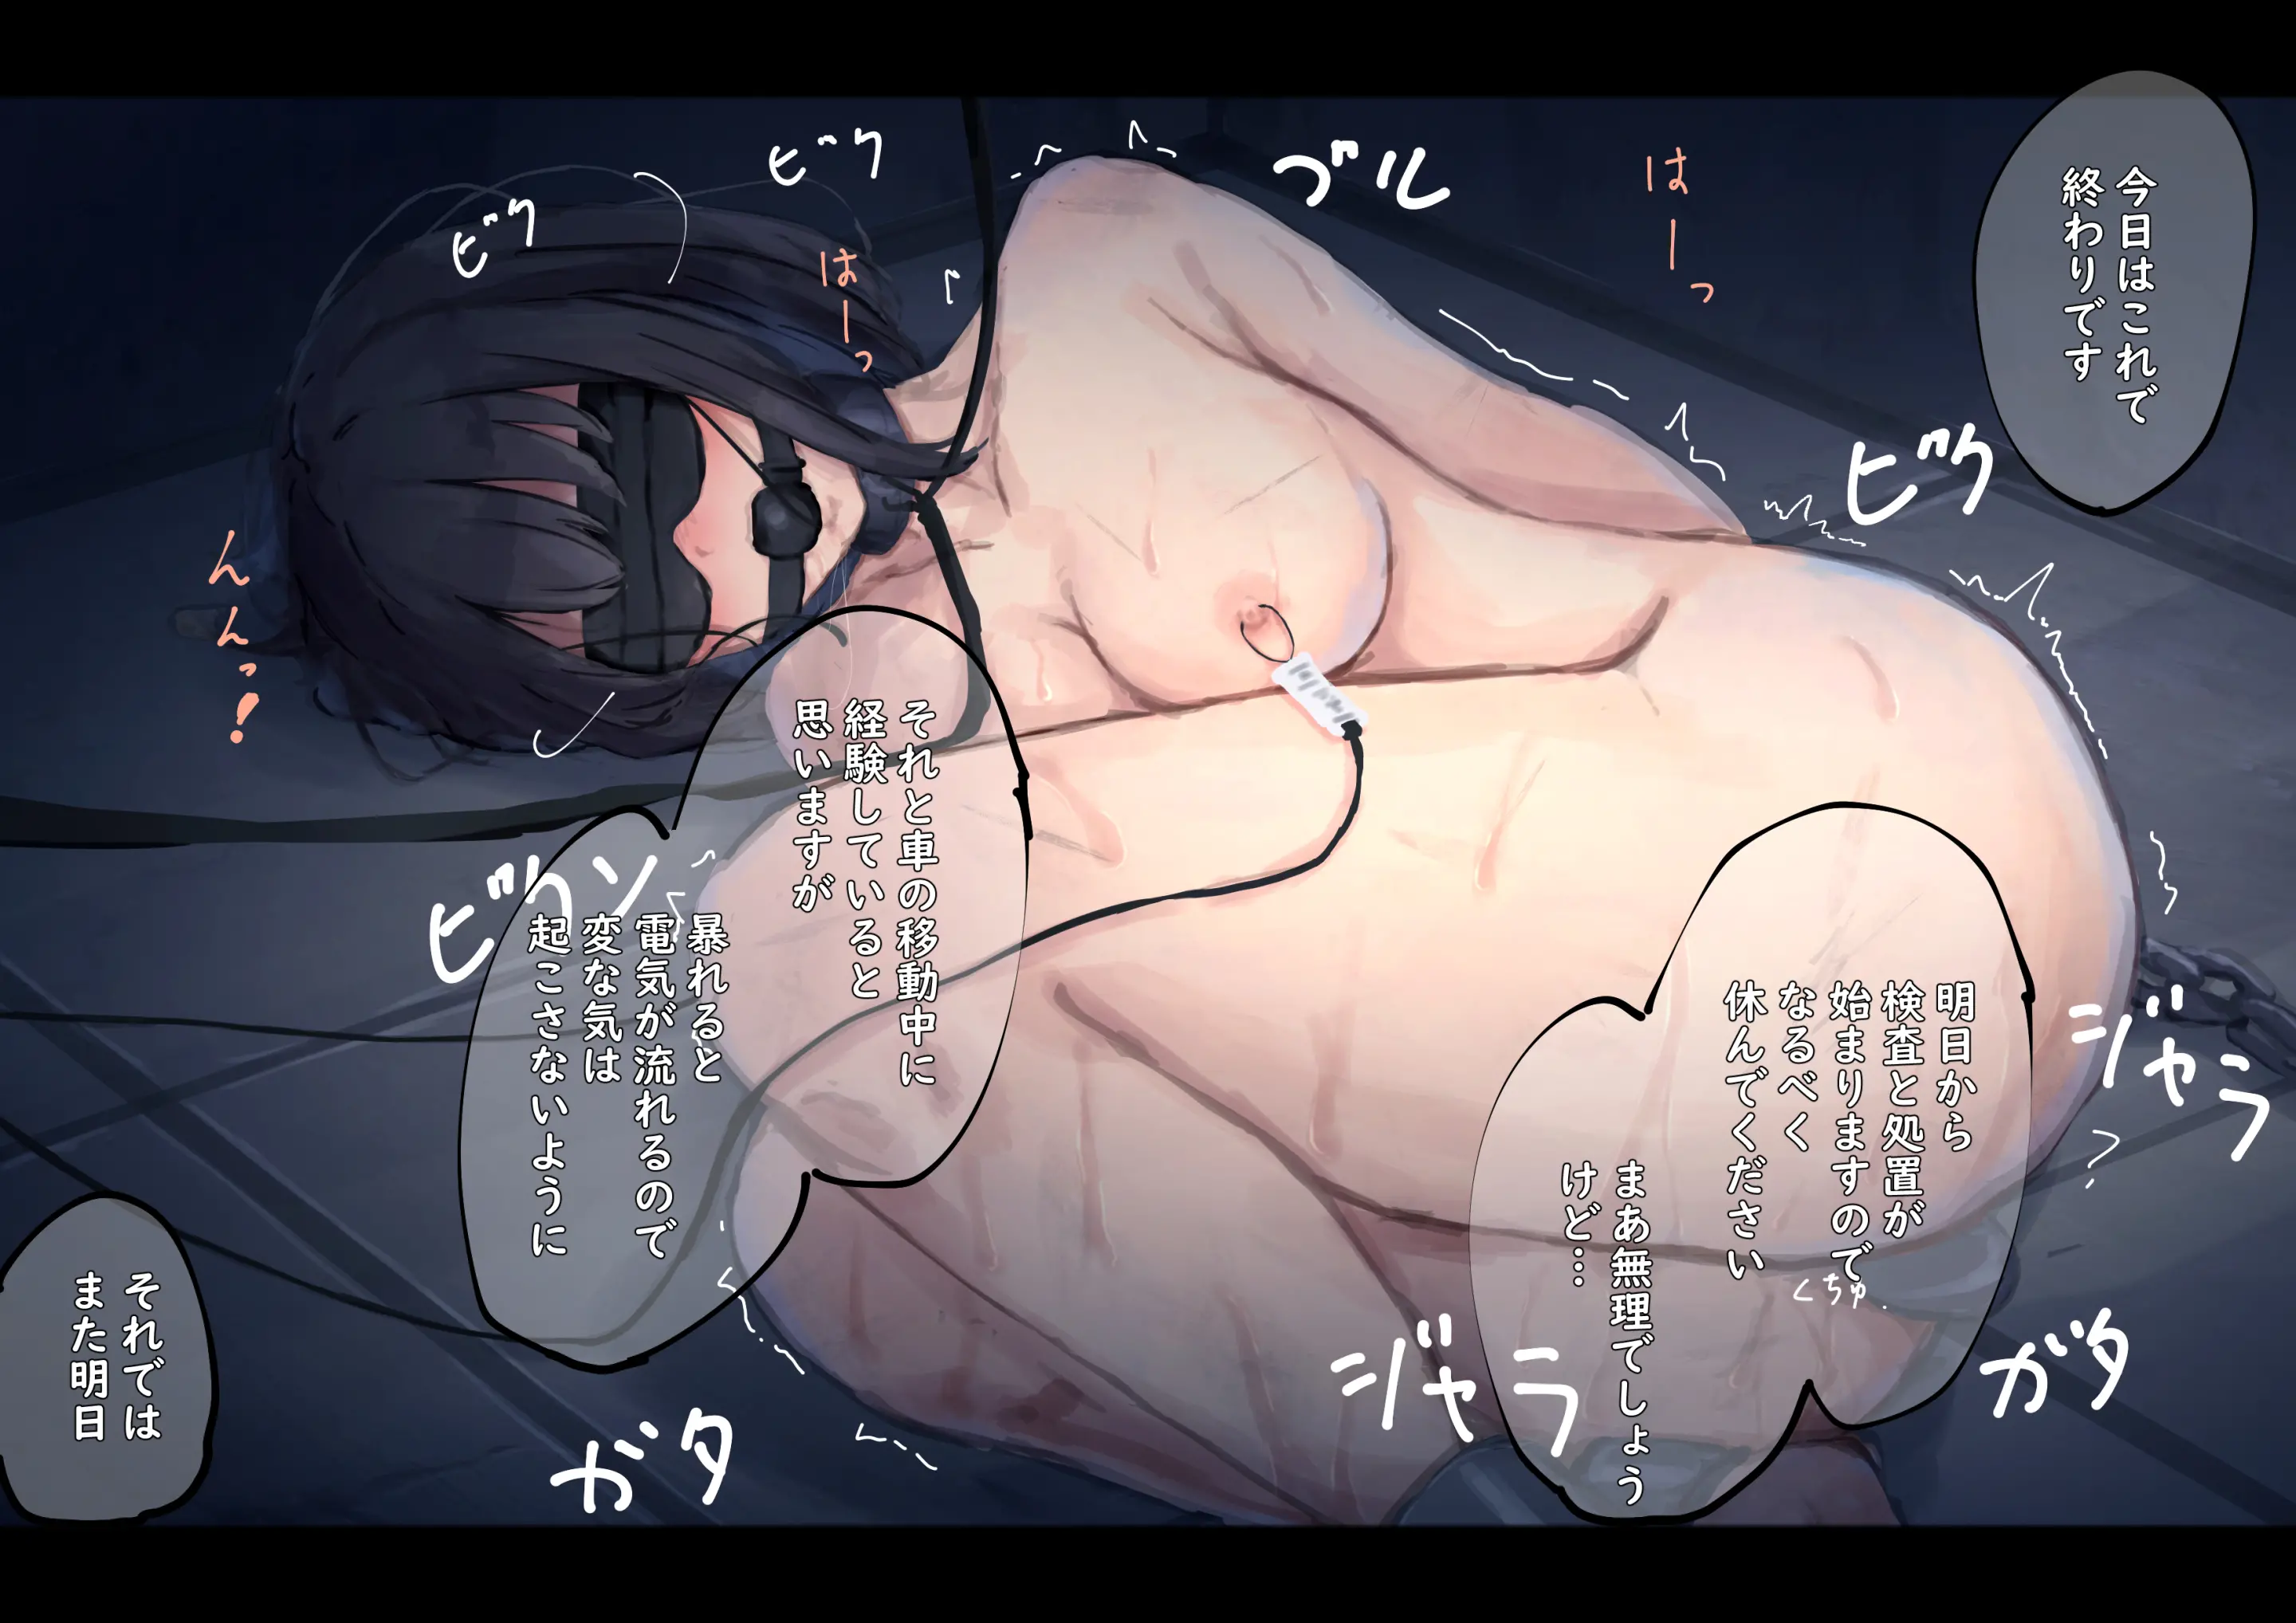 今日はこれで
終わりです
ビク
ビク
ブル
はーっ
はーっ
ビク
んんっ!
明日から
検査と処置が
始まりますので
なるべく
休んでください
まあ無理でしょう
けど…
それと車の移動中に
経験していると
思いますが
暴れると
電気が流れるので
変な気は
起こさないように
ビクン
ジャラ
くちゅ
ガタ
ジャラ
ガタ
それでは
また明日